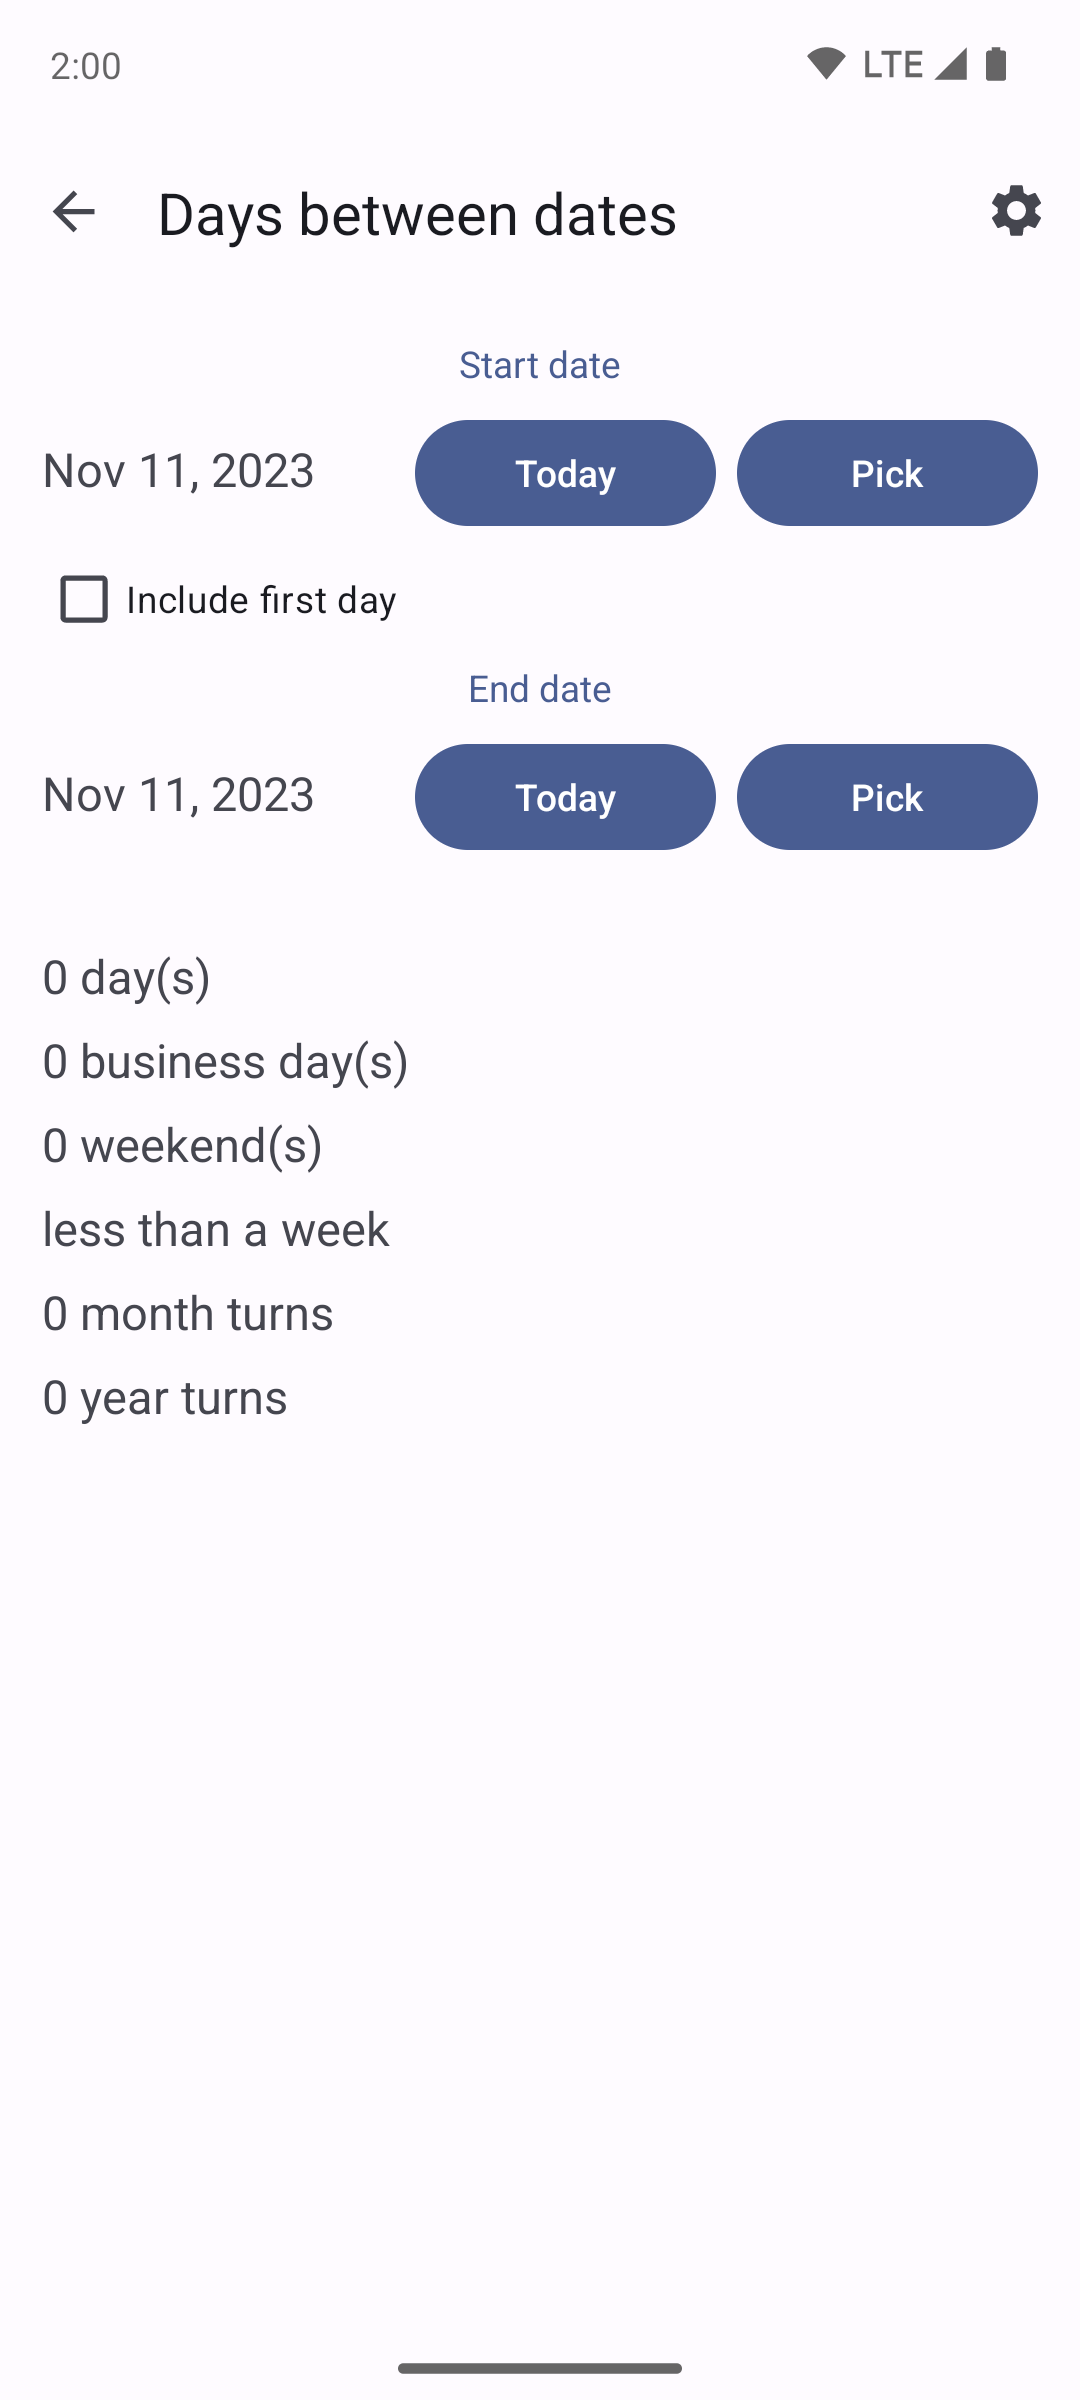 2:00 LTE
Days between dates
Start date
Nov 11, 2023 Today Pick
Include first day
End date
Nov 11, 2023 Today Pick
0 day(s)
0 business day(s)
0 weekend(s)
less than a week
0 month turns
0 year turns